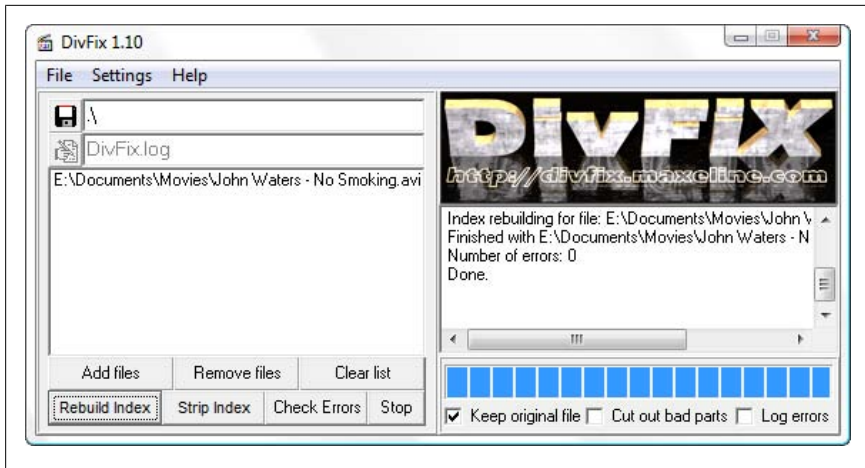 DivFix 1.10
File Settings Help
.\
DivFix.log
E:\Documents\Movies\John Waters - No Smoking.avi
Add files Remove files Clear list
Rebuild Index Strip Index Check Errors Stop
DivFIX
http://divfix.maxeline.com
Index rebuilding for file: E:\Documents\Movies\John
Finished with E:\Documents\Movies\John Waters - N
Number of errors: 0
Done.
Keep original file Cut out bad parts Log errors